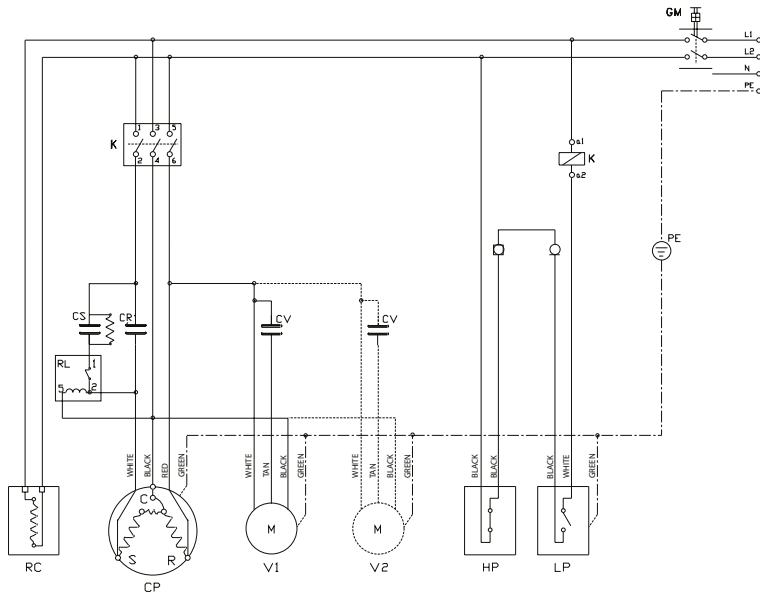 GM
L1
L2
N
PE
1 3 5
K
2 4 6
a1
K
a2
PE
CS
CR
CV
CV
RL 1
5 2
WHITE
BLACK
RED
GREEN
WHITE
TAN
BLACK
GREEN
WHITE
TAN
BLACK
GREEN
BLACK
BLACK
BLACK
WHITE
GREEN
C
S R
M
M
RC
CP
V1
V2
HP
LP